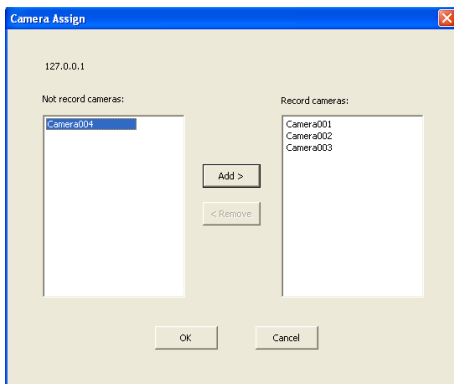 Camera Assign
127.0.0.1
Not record cameras:
Record cameras:
Camera004
Camera001
Camera002
Camera003
Add >
< Remove
OK
Cancel